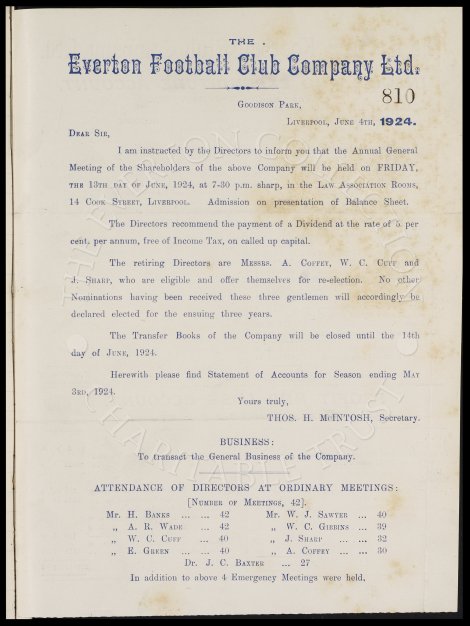 THE
Everton Football Club Company Ltd.
810
GOODISON PARK,
LIVERPOOL, JUNE 4TH, 1924.
DEAR SIR,
I am instructed by the Directors to inform you that the Annual General
Meeting of the Shareholders of the above Company will be held on FRIDAY,
THE 13TH DAY OF JUNE, 1924, at 7-30 p.m. sharp, in the LAW ASSOCIATION ROOMS,
14 COOK STREET, LIVERPOOL. Admission on presentation of Balance Sheet.
The Directors recommend the payment of a Dividend at the rate of 5 per
cent. per annum, free of Income Tax, on called up capital.
The retiring Directors are MESSRS. A. COFFEY, W. C. CUFF and
J. SHARP, who are eligible and offer themselves for re-election. No other
Nominations having been received these three gentlemen will accordingly be
declared elected for the ensuing three years.
The Transfer Books of the Company will be closed until the 14th
day of JUNE, 1924.
Herewith please find Statement of Accounts for Season ending MAY
3RD, 1924.
Yours truly,
THOS. H. McINTOSH, Secretary.
BUSINESS:
To transact the General Business of the Company.
ATTENDANCE OF DIRECTORS AT ORDINARY MEETINGS:
[NUMBER OF MEETINGS, 42].
Mr. H. BANKS ... ... 42 Mr. W. J. SAWYER ... 40
„ A. R. WADE ... 42 „ W. C. GIBBINS ... 39
„ W. C. CUFF ... 40 „ J. SHARP ... ... 32
„ E. GREEN ... ... 40 „ A. COFFEY ... ... 30
Dr. J. C. BAXTER ... 27
In addition to above 4 Emergency Meetings were held.
THE EVERTON COLLECTION
CHARITABLE TRUST